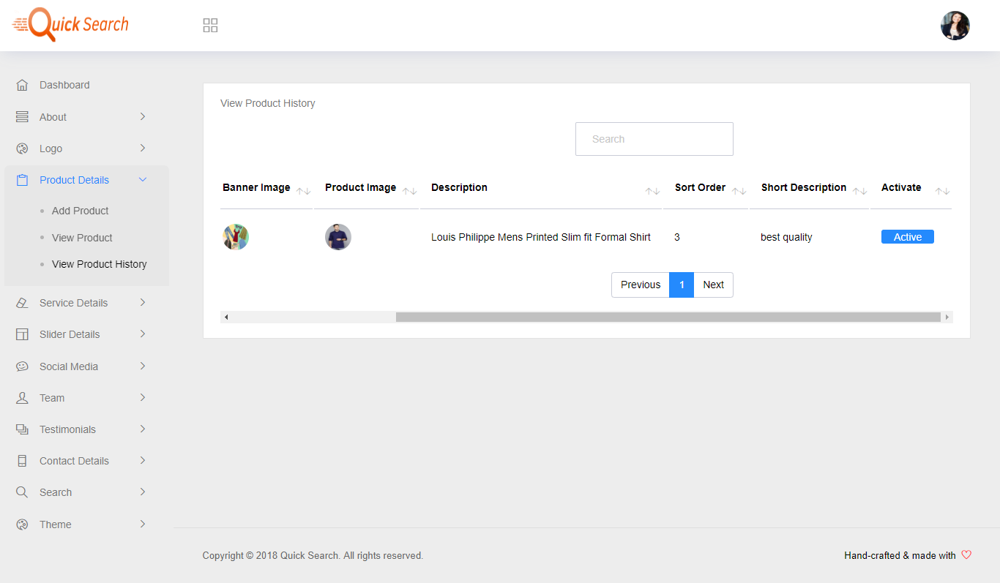 Quick Search
Dashboard
About
Logo
Product Details
Add Product
View Product
View Product History
Service Details
Slider Details
Social Media
Team
Testimonials
Contact Details
Search
Theme
View Product History
Search
Banner Image Product Image Description Sort Order Short Description Activate
Louis Philippe Mens Printed Slim fit Formal Shirt 3 best quality Active
Previous 1 Next
Copyright © 2018 Quick Search. All rights reserved. Hand-crafted & made with